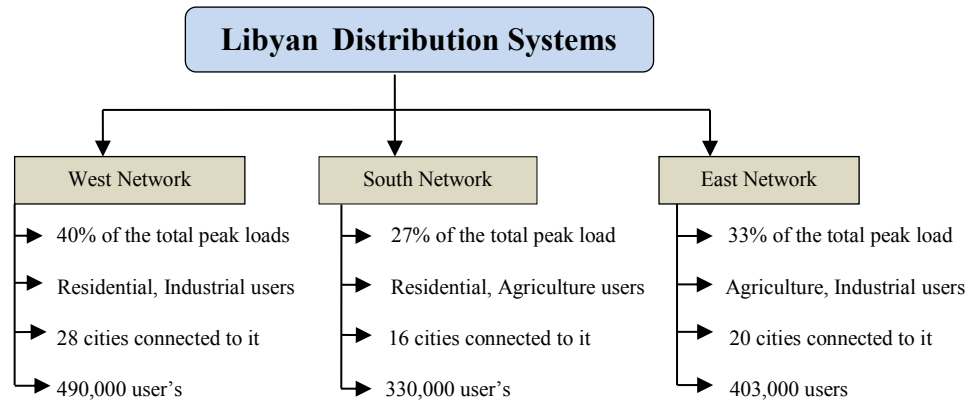 Libyan Distribution Systems
West Network
40% of the total peak loads
Residential, Industrial users
28 cities connected to it
490,000 user's
South Network
27% of the total peak load
Residential, Agriculture users
16 cities connected to it
330,000 user's
East Network
33% of the total peak load
Agriculture, Industrial users
20 cities connected to it
403,000 users